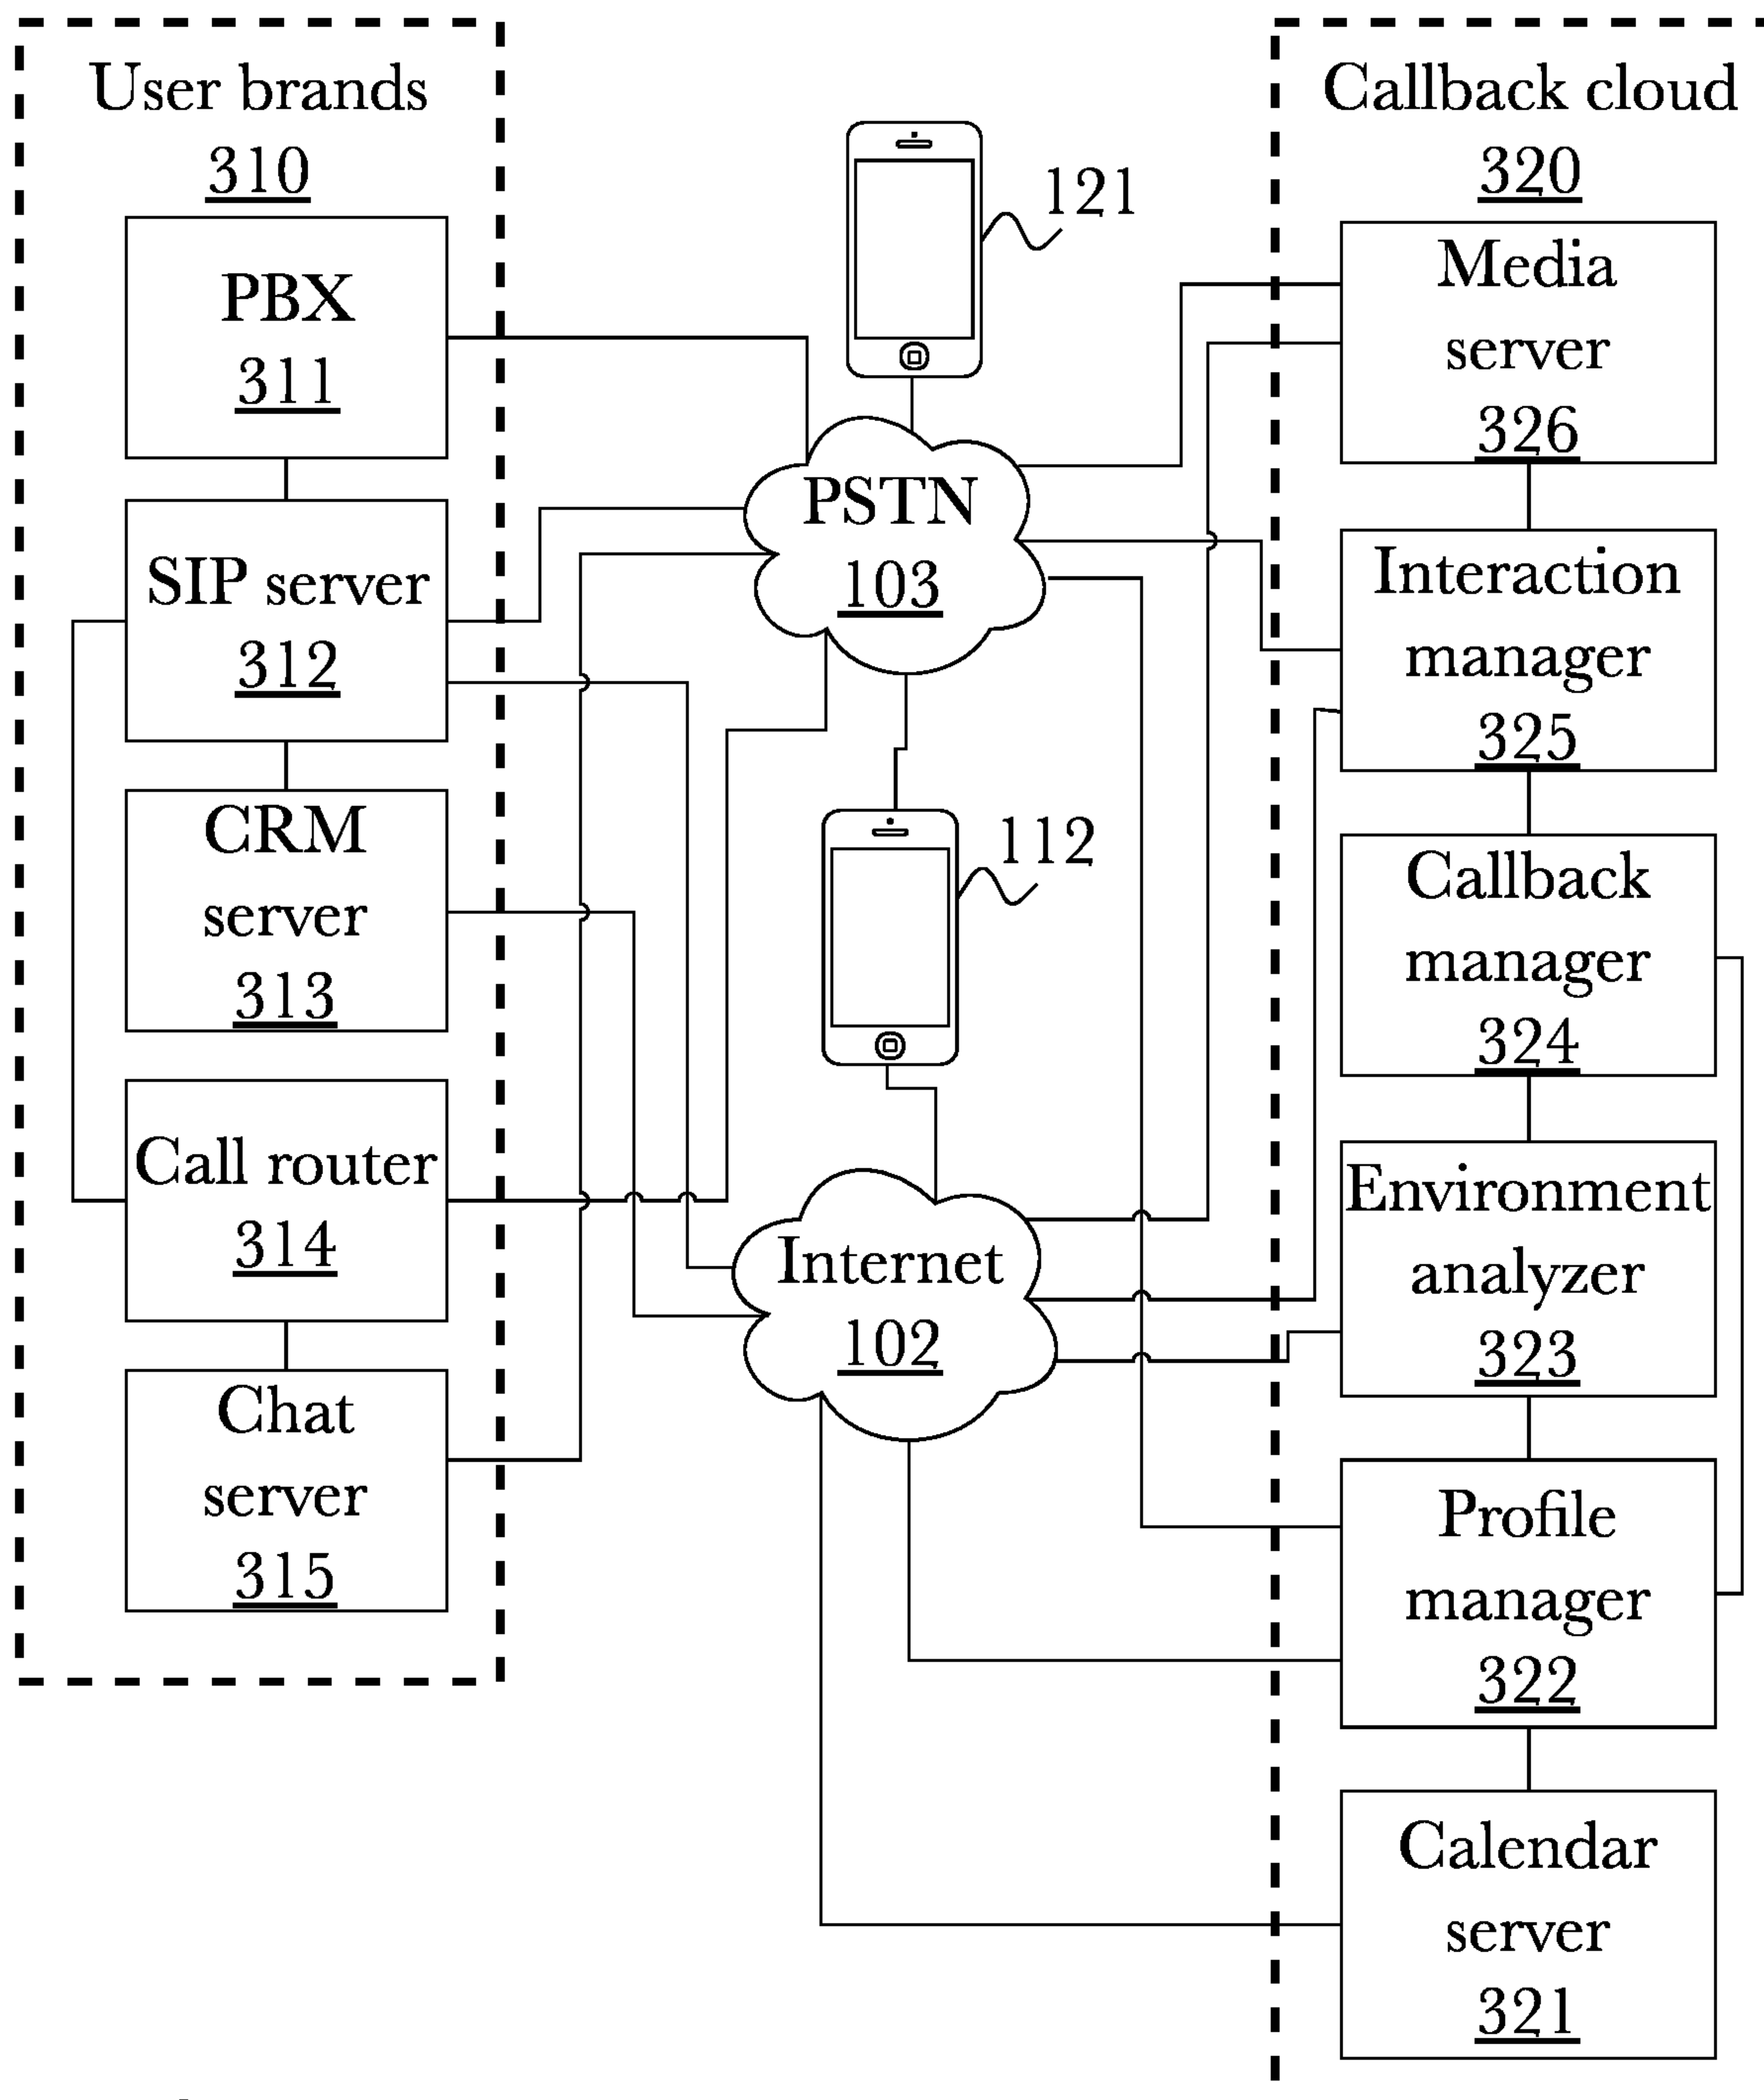 User brands
310
PBX
311
SIP server
312
CRM
server
313
Call router
314
Chat
server
315
121
PSTN
103
112
Internet
102
Callback cloud
320
Media
server
326
Interaction
manager
325
Callback
manager
324
Environment
analyzer
323
Profile
manager
322
Calendar
server
321